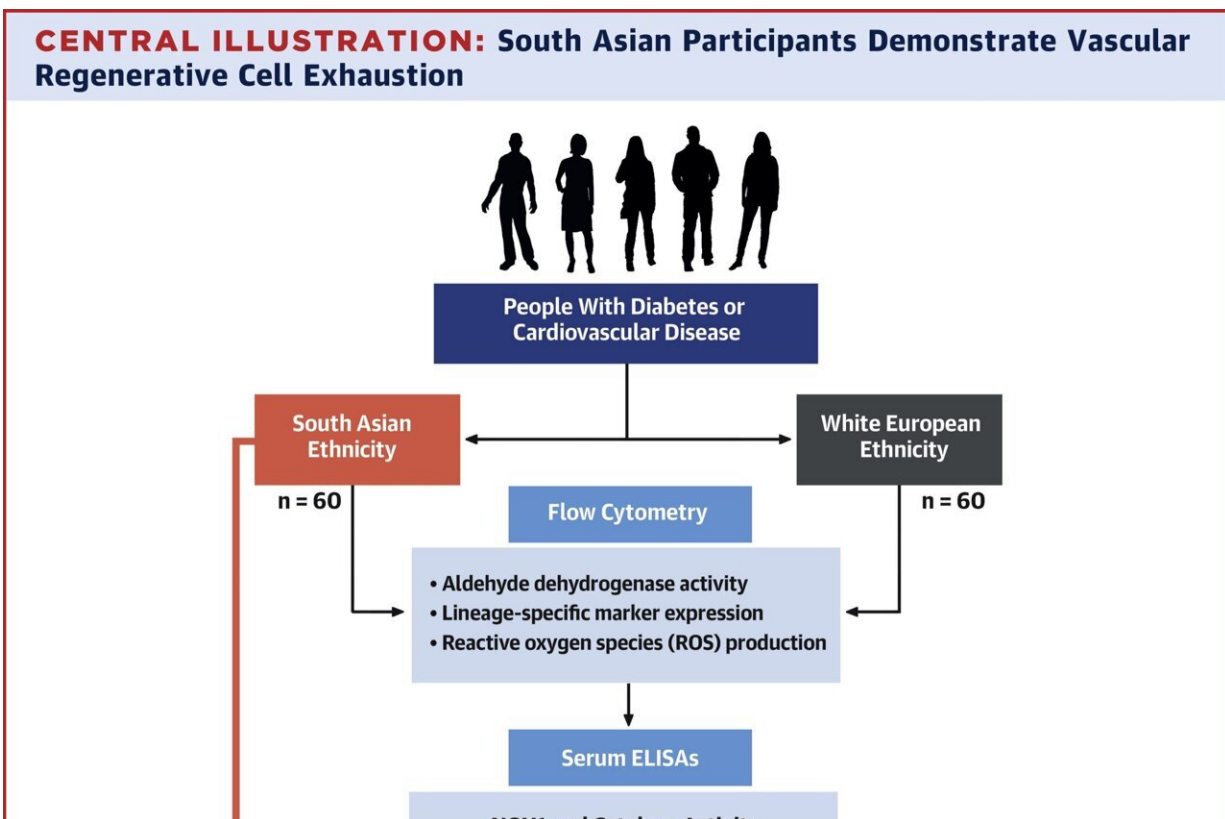 CENTRAL ILLUSTRATION: South Asian Participants Demonstrate Vascular
Regenerative Cell Exhaustion
People With Diabetes or
Cardiovascular Disease
South Asian
Ethnicity
White European
Ethnicity
n = 60
n = 60
Flow Cytometry
• Aldehyde dehydrogenase activity
• Lineage-specific marker expression
• Reactive oxygen species (ROS) production
Serum ELISAs